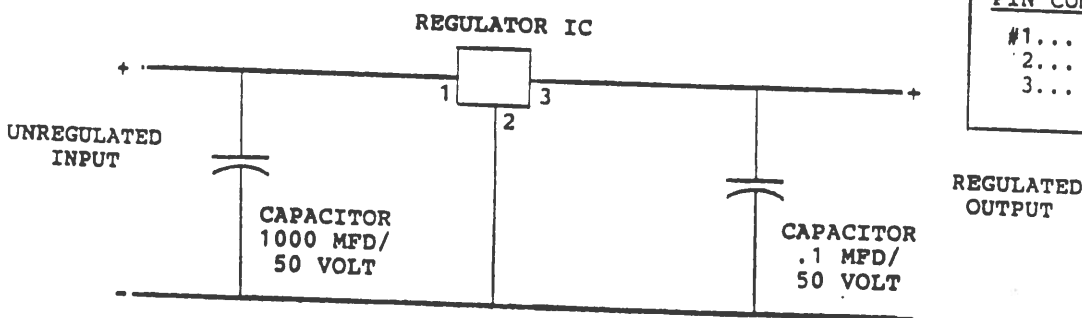 REGULATOR IC
PIN
#1...
2...
3...
+
1
3
2
+
UNREGULATED
INPUT
CAPACITOR
1000 MFD/
50 VOLT
CAPACITOR
.1 MFD/
50 VOLT
REGULATED
OUTPUT
-